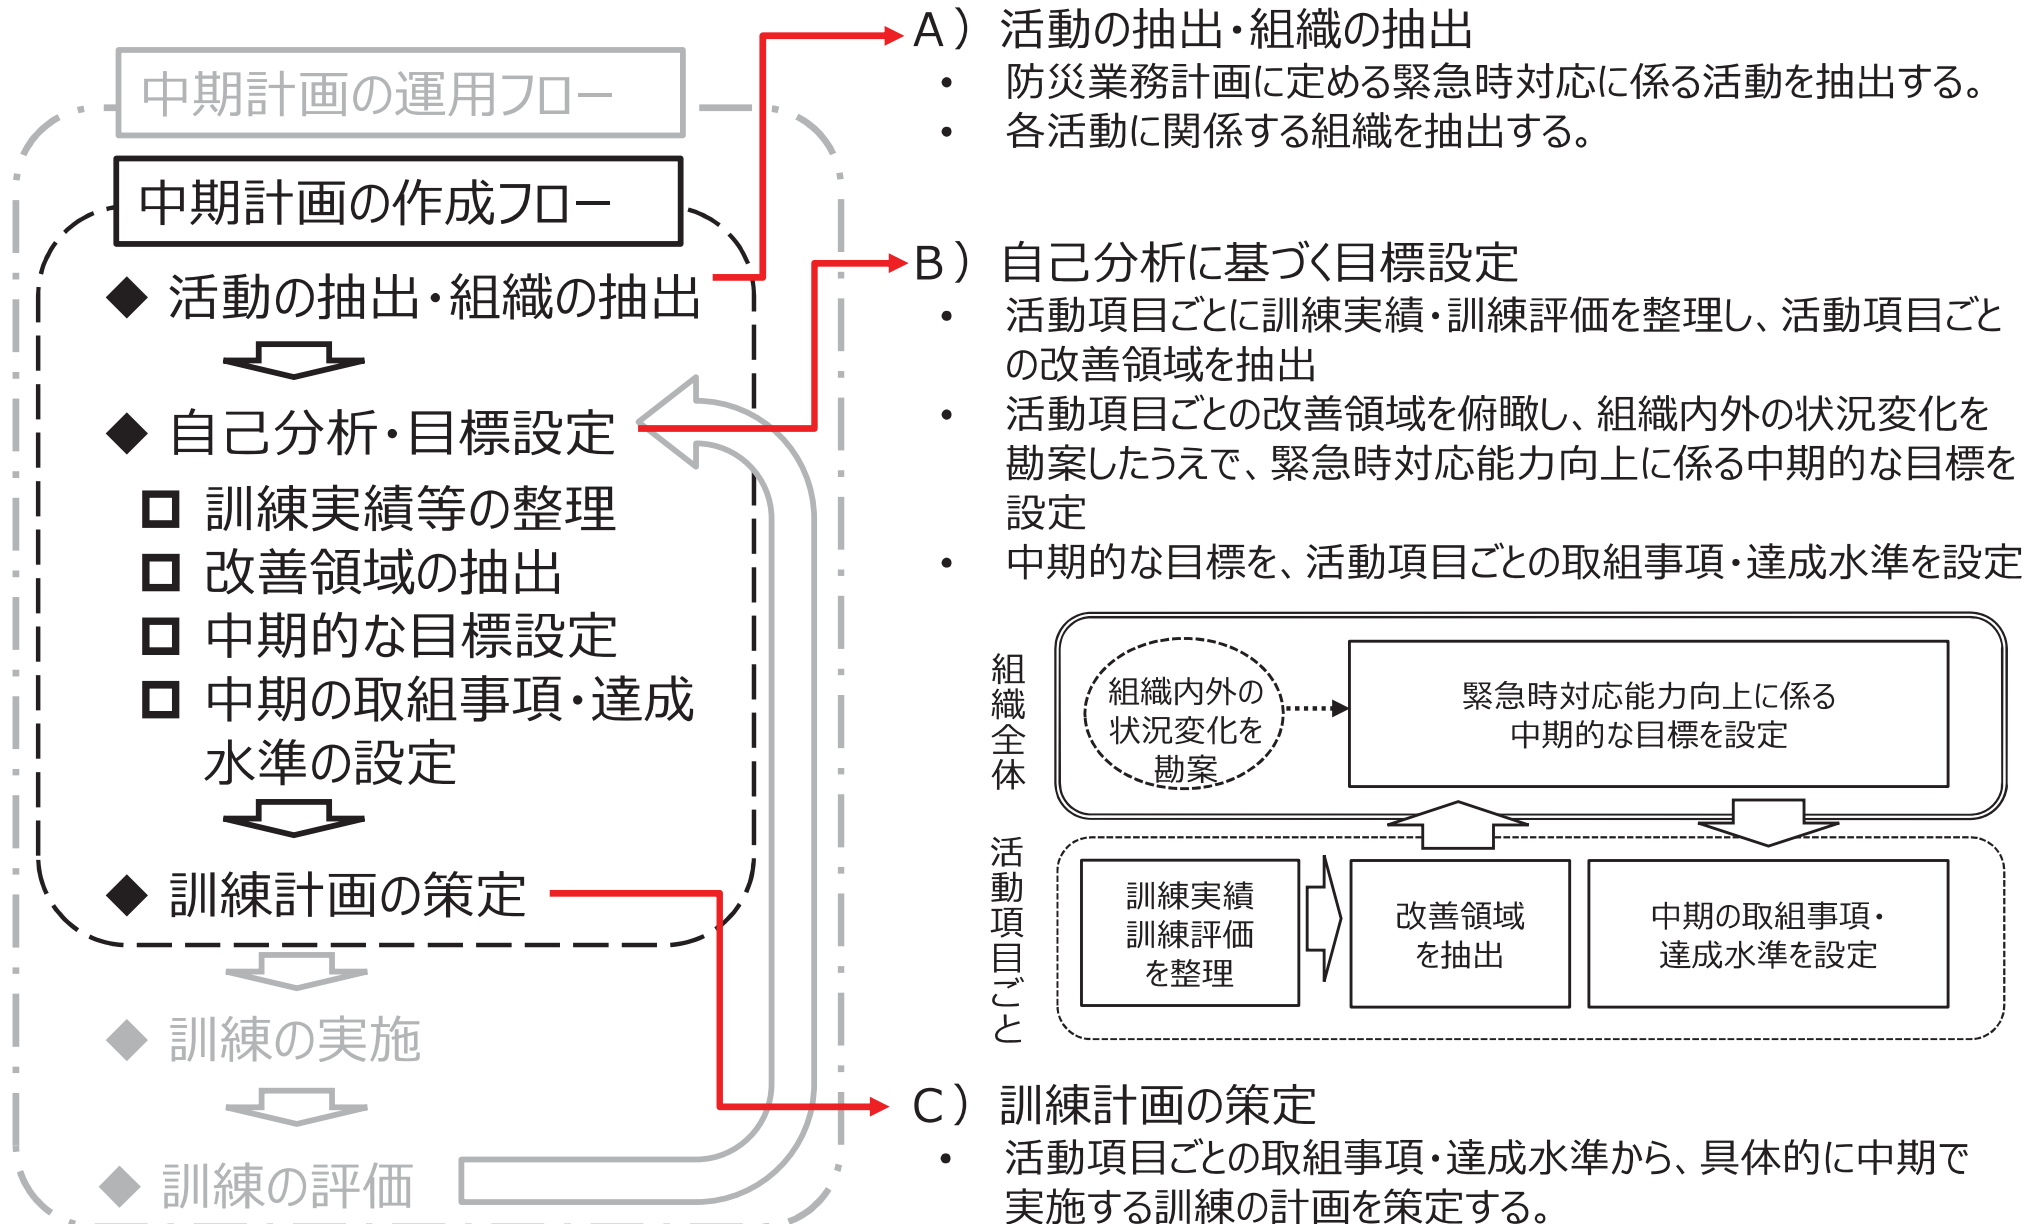 中期計画の運用フロー
中期計画の作成フロー
◆ 活動の抽出・組織の抽出
◆ 自己分析・目標設定
訓練実績等の整理
改善領域の抽出
中期的な目標設定
中期の取組事項・達成
水準の設定
◆ 訓練計画の策定
◆ 訓練の実施
◆ 訓練の評価
A）活動の抽出・組織の抽出
• 防災業務計画に定める緊急時対応に係る活動を抽出する。
• 各活動に関係する組織を抽出する。
B）自己分析に基づく目標設定
• 活動項目ごとに訓練実績・訓練評価を整理し、活動項目ごと
の改善領域を抽出
• 活動項目ごとの改善領域を俯瞰し、組織内外の状況変化を
勘案したうえで、緊急時対応能力向上に係る中期的な目標を
設定
• 中期的な目標を、活動項目ごとの取組事項・達成水準を設定
組織全体
組織内外の
状況変化を
勘案
緊急時対応能力向上に係る
中期的な目標を設定
活動項目ごと
訓練実績
訓練評価
を整理
改善領域
を抽出
中期の取組事項・
達成水準を設定
C）訓練計画の策定
• 活動項目ごとの取組事項・達成水準から、具体的に中期で
実施する訓練の計画を策定する。